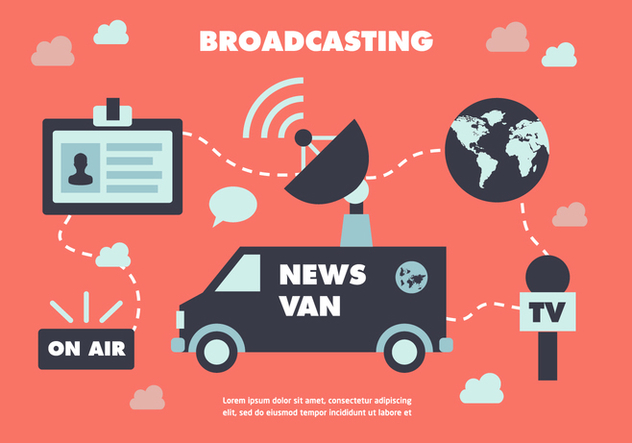 BROADCASTING
NEWS
VAN
TV
ON AIR
Lorem ipsum dolor sit amet, consectetur adipiscing
elit, sed do eiusmod tempor incididunt ut labore et